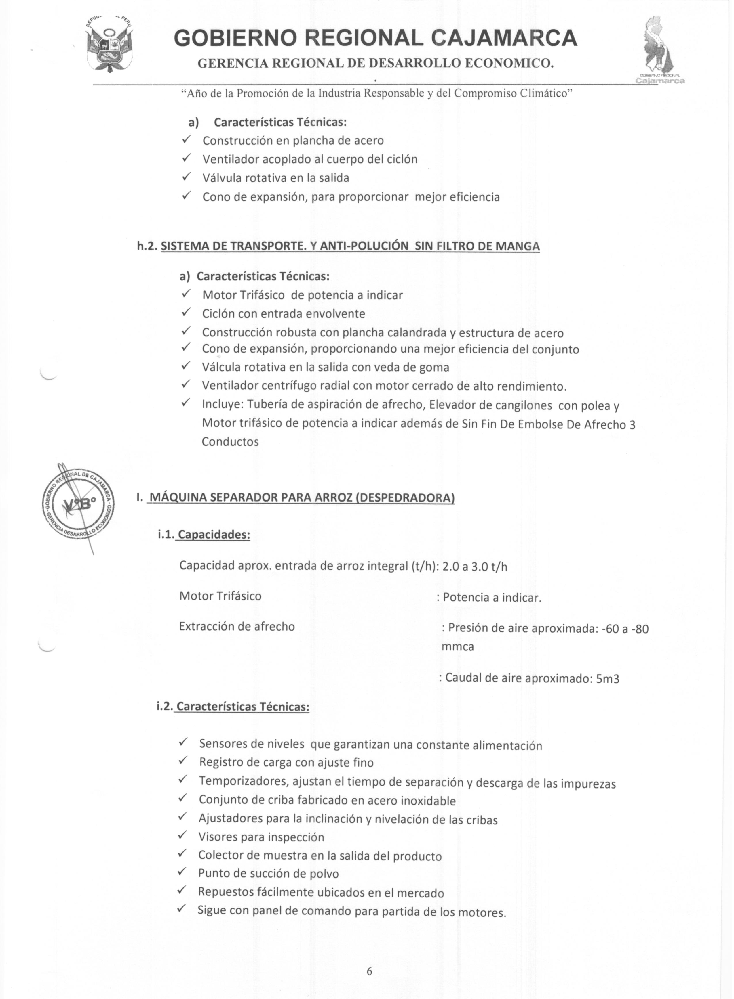 REPÚ
PERU
GOBIERNO REGIONAL CAJAMARCA
GERENCIA REGIONAL DE DESARROLLO ECONOMICO.
GOBIERNO REGIONAL
Cajamarca
“Año de la Promoción de la Industria Responsable y del Compromiso Climático”
a) Características Técnicas:
✓ Construcción en plancha de acero
✓ Ventilador acoplado al cuerpo del ciclón
✓ Válvula rotativa en la salida
✓ Cono de expansión, para proporcionar mejor eficiencia
h.2. SISTEMA DE TRANSPORTE. Y ANTI-POLUCIÓN SIN FILTRO DE MANGA
a) Características Técnicas:
✓ Motor Trifásico de potencia a indicar
✓ Ciclón con entrada envolvente
✓ Construcción robusta con plancha calandrada y estructura de acero
✓ Cono de expansión, proporcionando una mejor eficiencia del conjunto
✓ Válcula rotativa en la salida con veda de goma
✓ Ventilador centrífugo radial con motor cerrado de alto rendimiento.
✓ Incluye: Tubería de aspiración de afrecho, Elevador de cangilones con polea y
Motor trifásico de potencia a indicar además de Sin Fin De Embolse De Afrecho 3
Conductos
GOBIERNO REGIONAL DE CAJAMARCA
V°B°
GERENCIA DESARROLLO ECONOMICO
I. MÁQUINA SEPARADOR PARA ARROZ (DESPEDRADORA)
i.1. Capacidades:
Capacidad aprox. entrada de arroz integral (t/h): 2.0 a 3.0 t/h
Motor Trifásico : Potencia a indicar.
Extracción de afrecho : Presión de aire aproximada: -60 a -80
mmca
: Caudal de aire aproximado: 5m3
i.2. Características Técnicas:
✓ Sensores de niveles que garantizan una constante alimentación
✓ Registro de carga con ajuste fino
✓ Temporizadores, ajustan el tiempo de separación y descarga de las impurezas
✓ Conjunto de criba fabricado en acero inoxidable
✓ Ajustadores para la inclinación y nivelación de las cribas
✓ Visores para inspección
✓ Colector de muestra en la salida del producto
✓ Punto de succión de polvo
✓ Repuestos fácilmente ubicados en el mercado
✓ Sigue con panel de comando para partida de los motores.
6